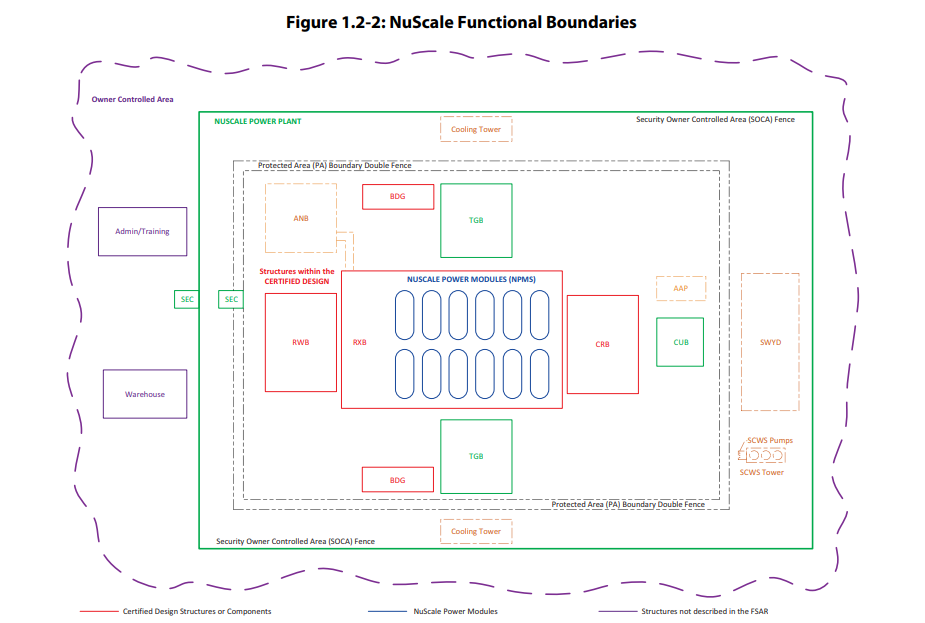 Figure 1.2-2: NuScale Functional Boundaries
Owner Controlled Area
NUSCALE POWER PLANT
Cooling Tower
Security Owner Controlled Area (SOCA) Fence
Protected Area (PA) Boundary Double Fence
ANB
BDG
TGB
Admin/Training
Structures within the
CERTIFIED DESIGN
NUSCALE POWER MODULES (NPMS)
AAP
SEC
SEC
RWB
RXB
CRB
CUB
SWYD
Warehouse
SCWS Pumps
SCWS Tower
TGB
BDG
Protected Area (PA) Boundary Double Fence
Cooling Tower
Security Owner Controlled Area (SOCA) Fence
Certified Design Structures or Components
NuScale Power Modules
Structures not described in the FSAR